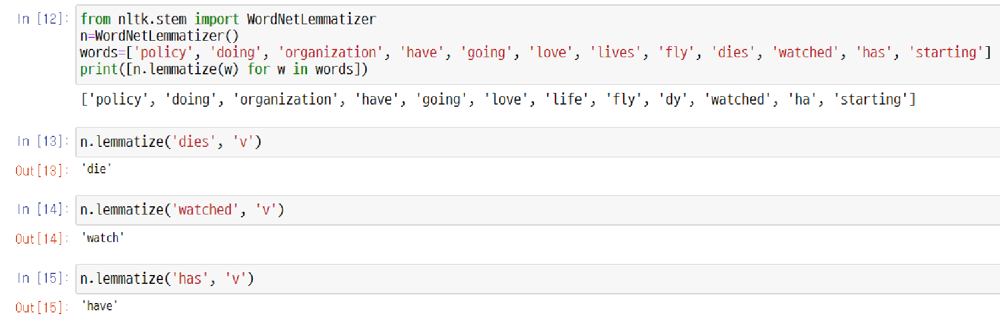 In [12]: from nltk.stem import WordNetLemmatizer
n=WordNetLemmatizer()
words=['policy', 'doing', 'organization', 'have', 'going', 'love', 'lives', 'fly', 'dies', 'watched', 'has', 'starting']
print([n.lemmatize(w) for w in words])
['policy', 'doing', 'organization', 'have', 'going', 'love', 'life', 'fly', 'dy', 'watched', 'ha', 'starting']
In [13]: n.lemmatize('dies', 'v')
Out[13]: 'die'
In [14]: n.lemmatize('watched', 'v')
Out[14]: 'watch'
In [15]: n.lemmatize('has', 'v')
Out[15]: 'have'